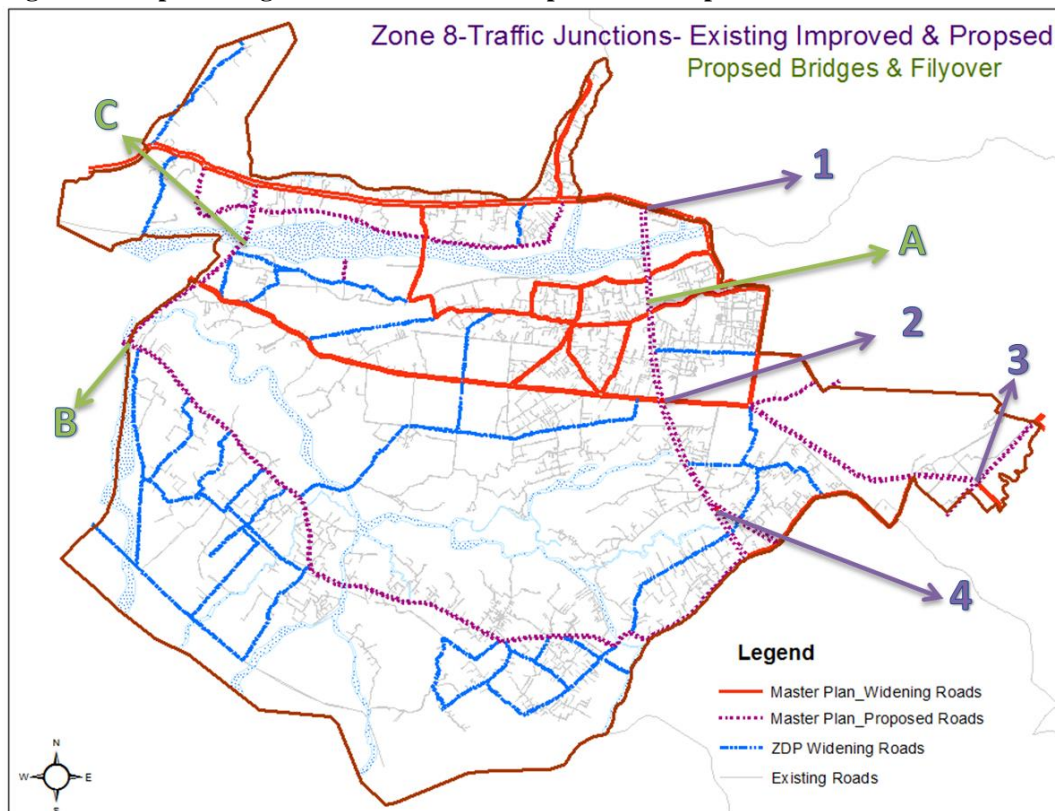 Zone 8-Traffic Junctions- Existing Improved & Propsed
Propsed Bridges & Filyover
C
1
A
2
3
B
4
Legend
Master Plan_Widening Roads
Master Plan_Proposed Roads
ZDP Widening Roads
Existing Roads
N
W
E